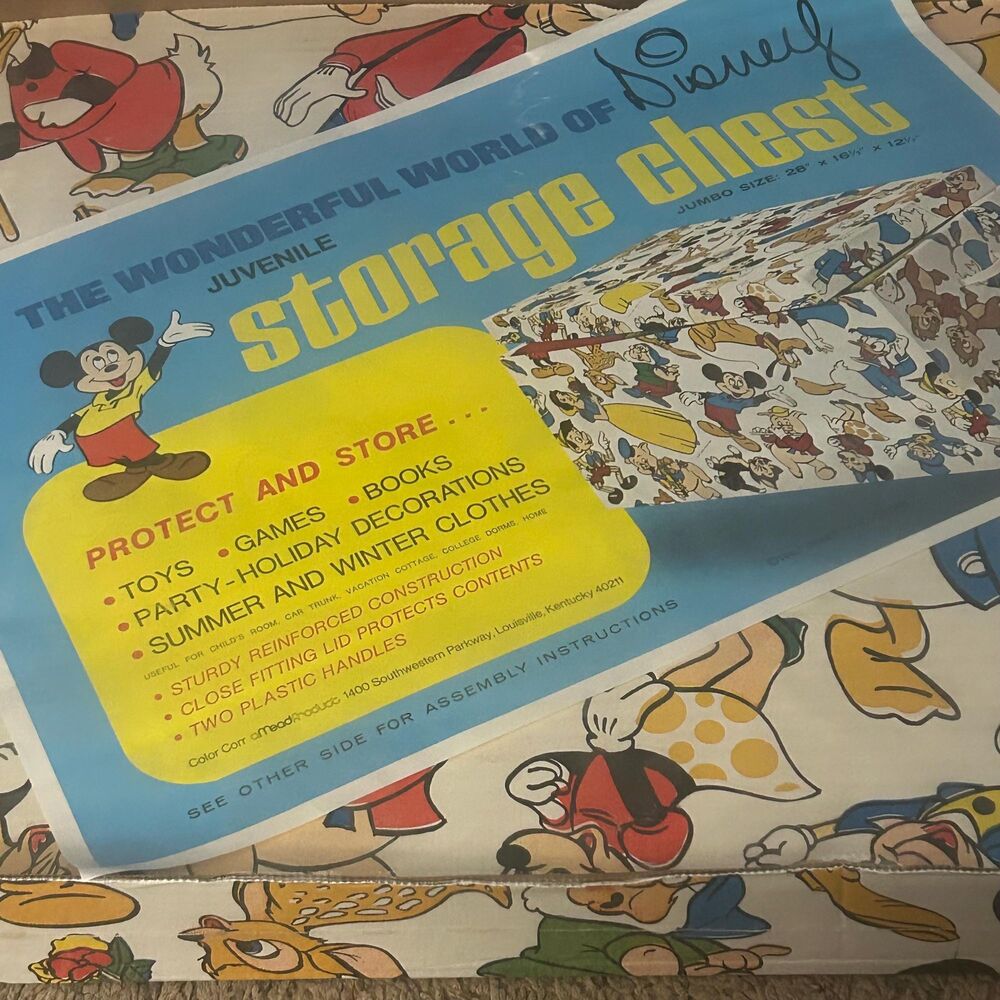 THE WONDERFUL WORLD OF Disney
JUVENILE
storage chest
JUMBO SIZE: 28" x 16½" x 12½"
PROTECT AND STORE...
• TOYS • GAMES • BOOKS
• PARTY-HOLIDAY DECORATIONS
• SUMMER AND WINTER CLOTHES
USEFUL FOR CHILD'S ROOM, CAR TRUNK, VACATION COTTAGE, COLLEGE DORMS, HOME
• STURDY REINFORCED CONSTRUCTION
• CLOSE FITTING LID PROTECTS CONTENTS
• TWO PLASTIC HANDLES
Color Corr a Mead Product 1400 Southwestern Parkway, Louisville, Kentucky 40211
SEE OTHER SIDE FOR ASSEMBLY INSTRUCTIONS